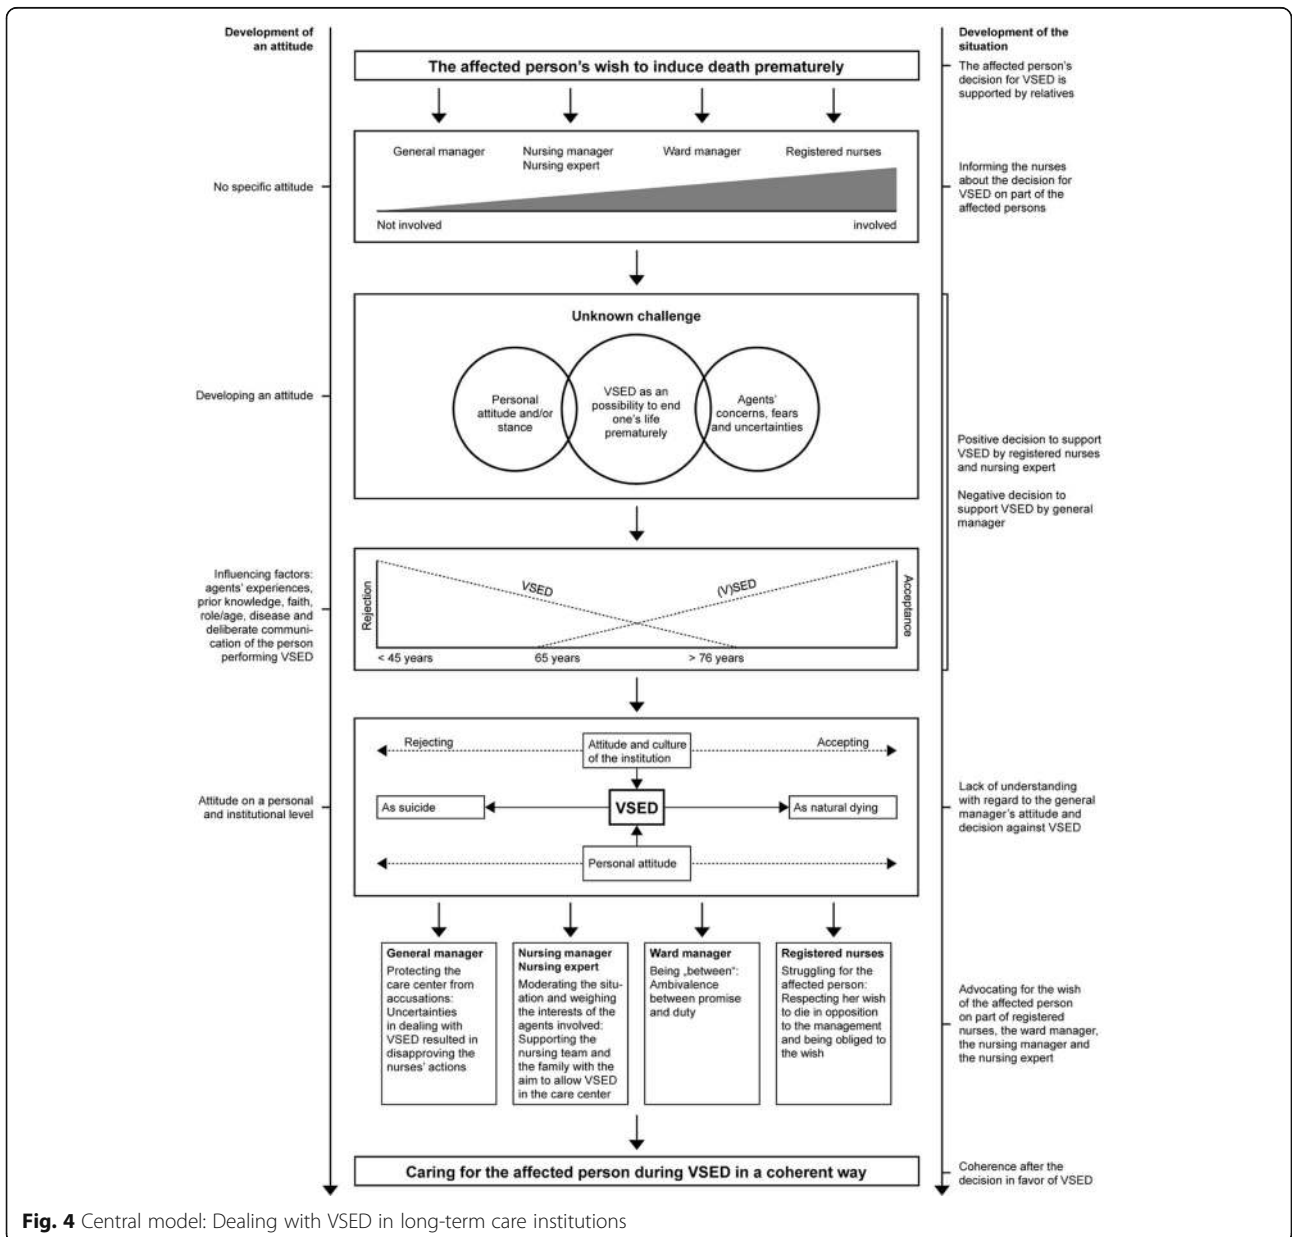 Development of
an attitude
Development of the
situation
The affected person's wish to induce death prematurely
The affected person's
decision for VSED is
supported by relatives
General manager
Nursing manager
Nursing expert
Ward manager
Registered nurses
Not involved
involved
No specific attitude
Informing the nurses
about the decision for
VSED on part of the
affected persons
Unknown challenge
Personal
attitude and/or
stance
VSED as an
possibility to end
one's life
prematurely
Agents'
concerns, fears
and uncertainties
Developing an attitude
Positive decision to support
VSED by registered nurses
and nursing expert
Negative decision to
support VSED by general
manager
Influencing factors:
agents' experiences,
prior knowledge, faith,
role/age, disease and
deliberate communi-
cation of the person
performing VSED
Rejection
VSED
(V)SED
Acceptance
< 45 years
65 years
> 76 years
Rejecting
Attitude and culture
of the institution
Accepting
As suicide
VSED
As natural dying
Personal attitude
Attitude on a personal
and institutional level
Lack of understanding
with regard to the general
manager's attitude and
decision against VSED
General manager
Protecting the
care center from
accusations:
Uncertainties
in dealing with
VSED resulted in
disapproving the
nurses' actions
Nursing manager
Nursing expert
Moderating the situ-
ation and weighing
the interests of the
agents involved:
Supporting the
nursing team and
the family with the
aim to allow VSED
in the care center
Ward manager
Being „between“:
Ambivalence
between promise
and duty
Registered nurses
Struggling for the
affected person:
Respecting her wish
to die in opposition
to the management
and being obliged to
the wish
Advocating for the wish
of the affected person
on part of registered
nurses, the ward manager,
the nursing manager and
the nursing expert
Caring for the affected person during VSED in a coherent way
Coherence after the
decision in favor of VSED
Fig. 4 Central model: Dealing with VSED in long-term care institutions